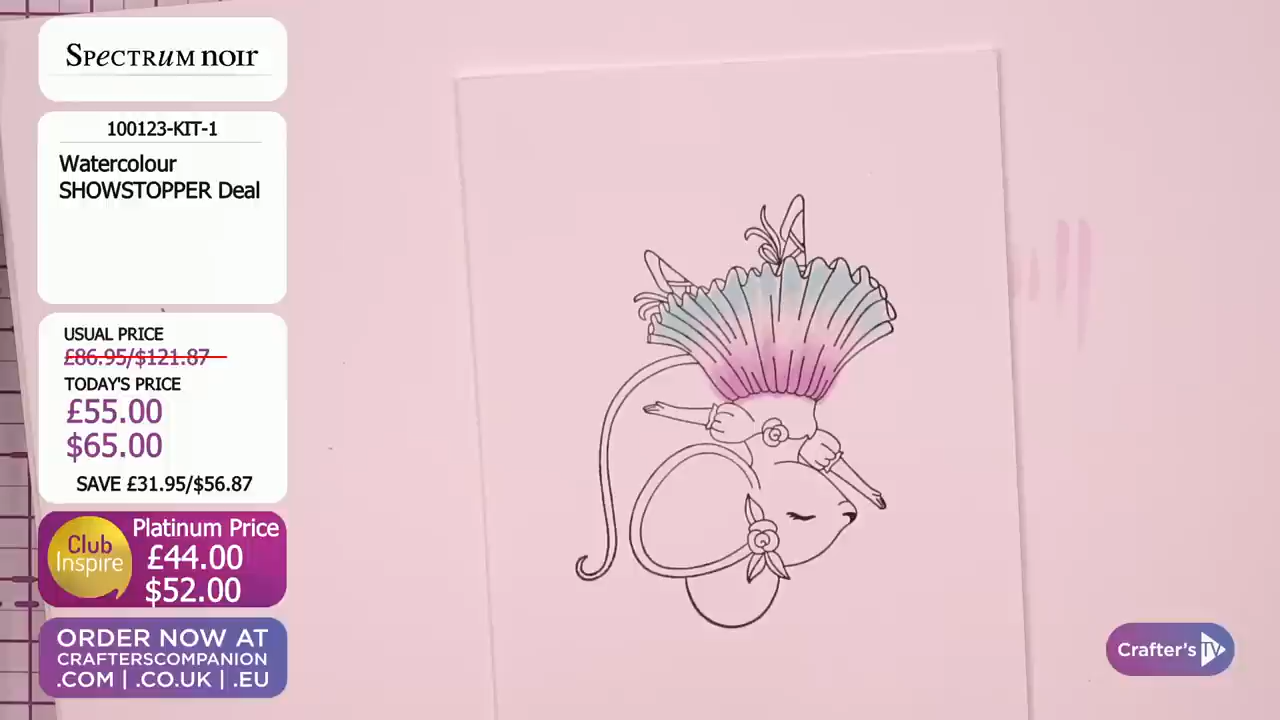 Spectrum noir
100123-KIT-1
Watercolour
SHOWSTOPPER Deal
USUAL PRICE
£86.95/$121.87
TODAY'S PRICE
£55.00
$65.00
SAVE £31.95/$56.87
Club
Inspire
Platinum Price
£44.00
$52.00
ORDER NOW AT
CRAFTERSCOMPANION
.COM | .CO.UK | .EU
Crafter's TV